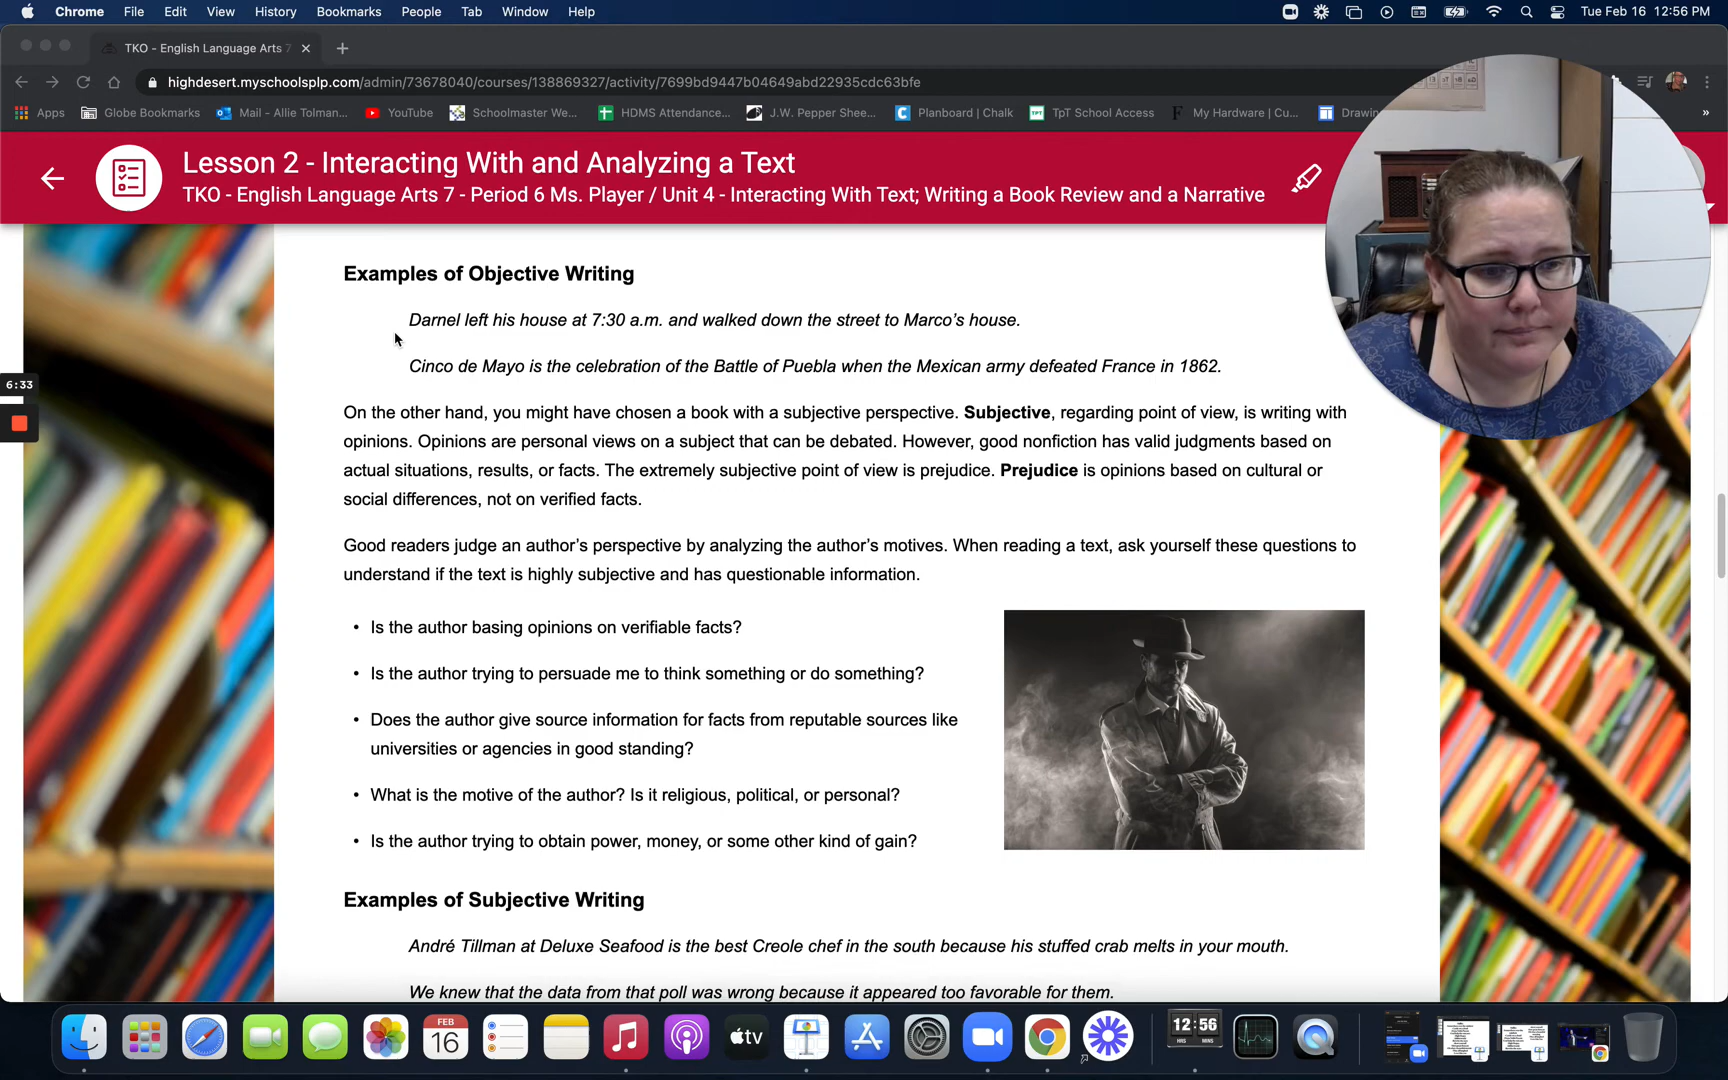 Chrome File Edit View History Bookmarks People Tab Window Help Tue Feb 16 12:56 PM
TKO - English Language Arts 7
highdesert.myschoolsplp.com/admin/73678040/courses/138869327/activity/7699bd9447b04649abd22935cdc63bfe
Apps Globe Bookmarks Mail - Allie Tolman... YouTube Schoolmaster We... HDMS Attendance... J.W. Pepper Shee... Planboard | Chalk TpT School Access My Hardware | Cu... »
Lesson 2 - Interacting With and Analyzing a Text
TKO - English Language Arts 7 - Period 6 Ms. Player / Unit 4 - Interacting With Text; Writing a Book Review and a Narrative
Examples of Objective Writing
Darnel left his house at 7:30 a.m. and walked down the street to Marco's house.
Cinco de Mayo is the celebration of the Battle of Puebla when the Mexican army defeated France in 1862.
6:33
On the other hand, you might have chosen a book with a subjective perspective. Subjective, regarding point of view, is writing with
opinions. Opinions are personal views on a subject that can be debated. However, good nonfiction has valid judgments based on
actual situations, results, or facts. The extremely subjective point of view is prejudice. Prejudice is opinions based on cultural or
social differences, not on verified facts.
Good readers judge an author's perspective by analyzing the author's motives. When reading a text, ask yourself these questions to
understand if the text is highly subjective and has questionable information.
• Is the author basing opinions on verifiable facts?
• Is the author trying to persuade me to think something or do something?
• Does the author give source information for facts from reputable sources like
universities or agencies in good standing?
• What is the motive of the author? Is it religious, political, or personal?
• Is the author trying to obtain power, money, or some other kind of gain?
Examples of Subjective Writing
André Tillman at Deluxe Seafood is the best Creole chef in the south because his stuffed crab melts in your mouth.
We knew that the data from that poll was wrong because it appeared too favorable for them.
FEB
16
tv
12:56
HRS MINS